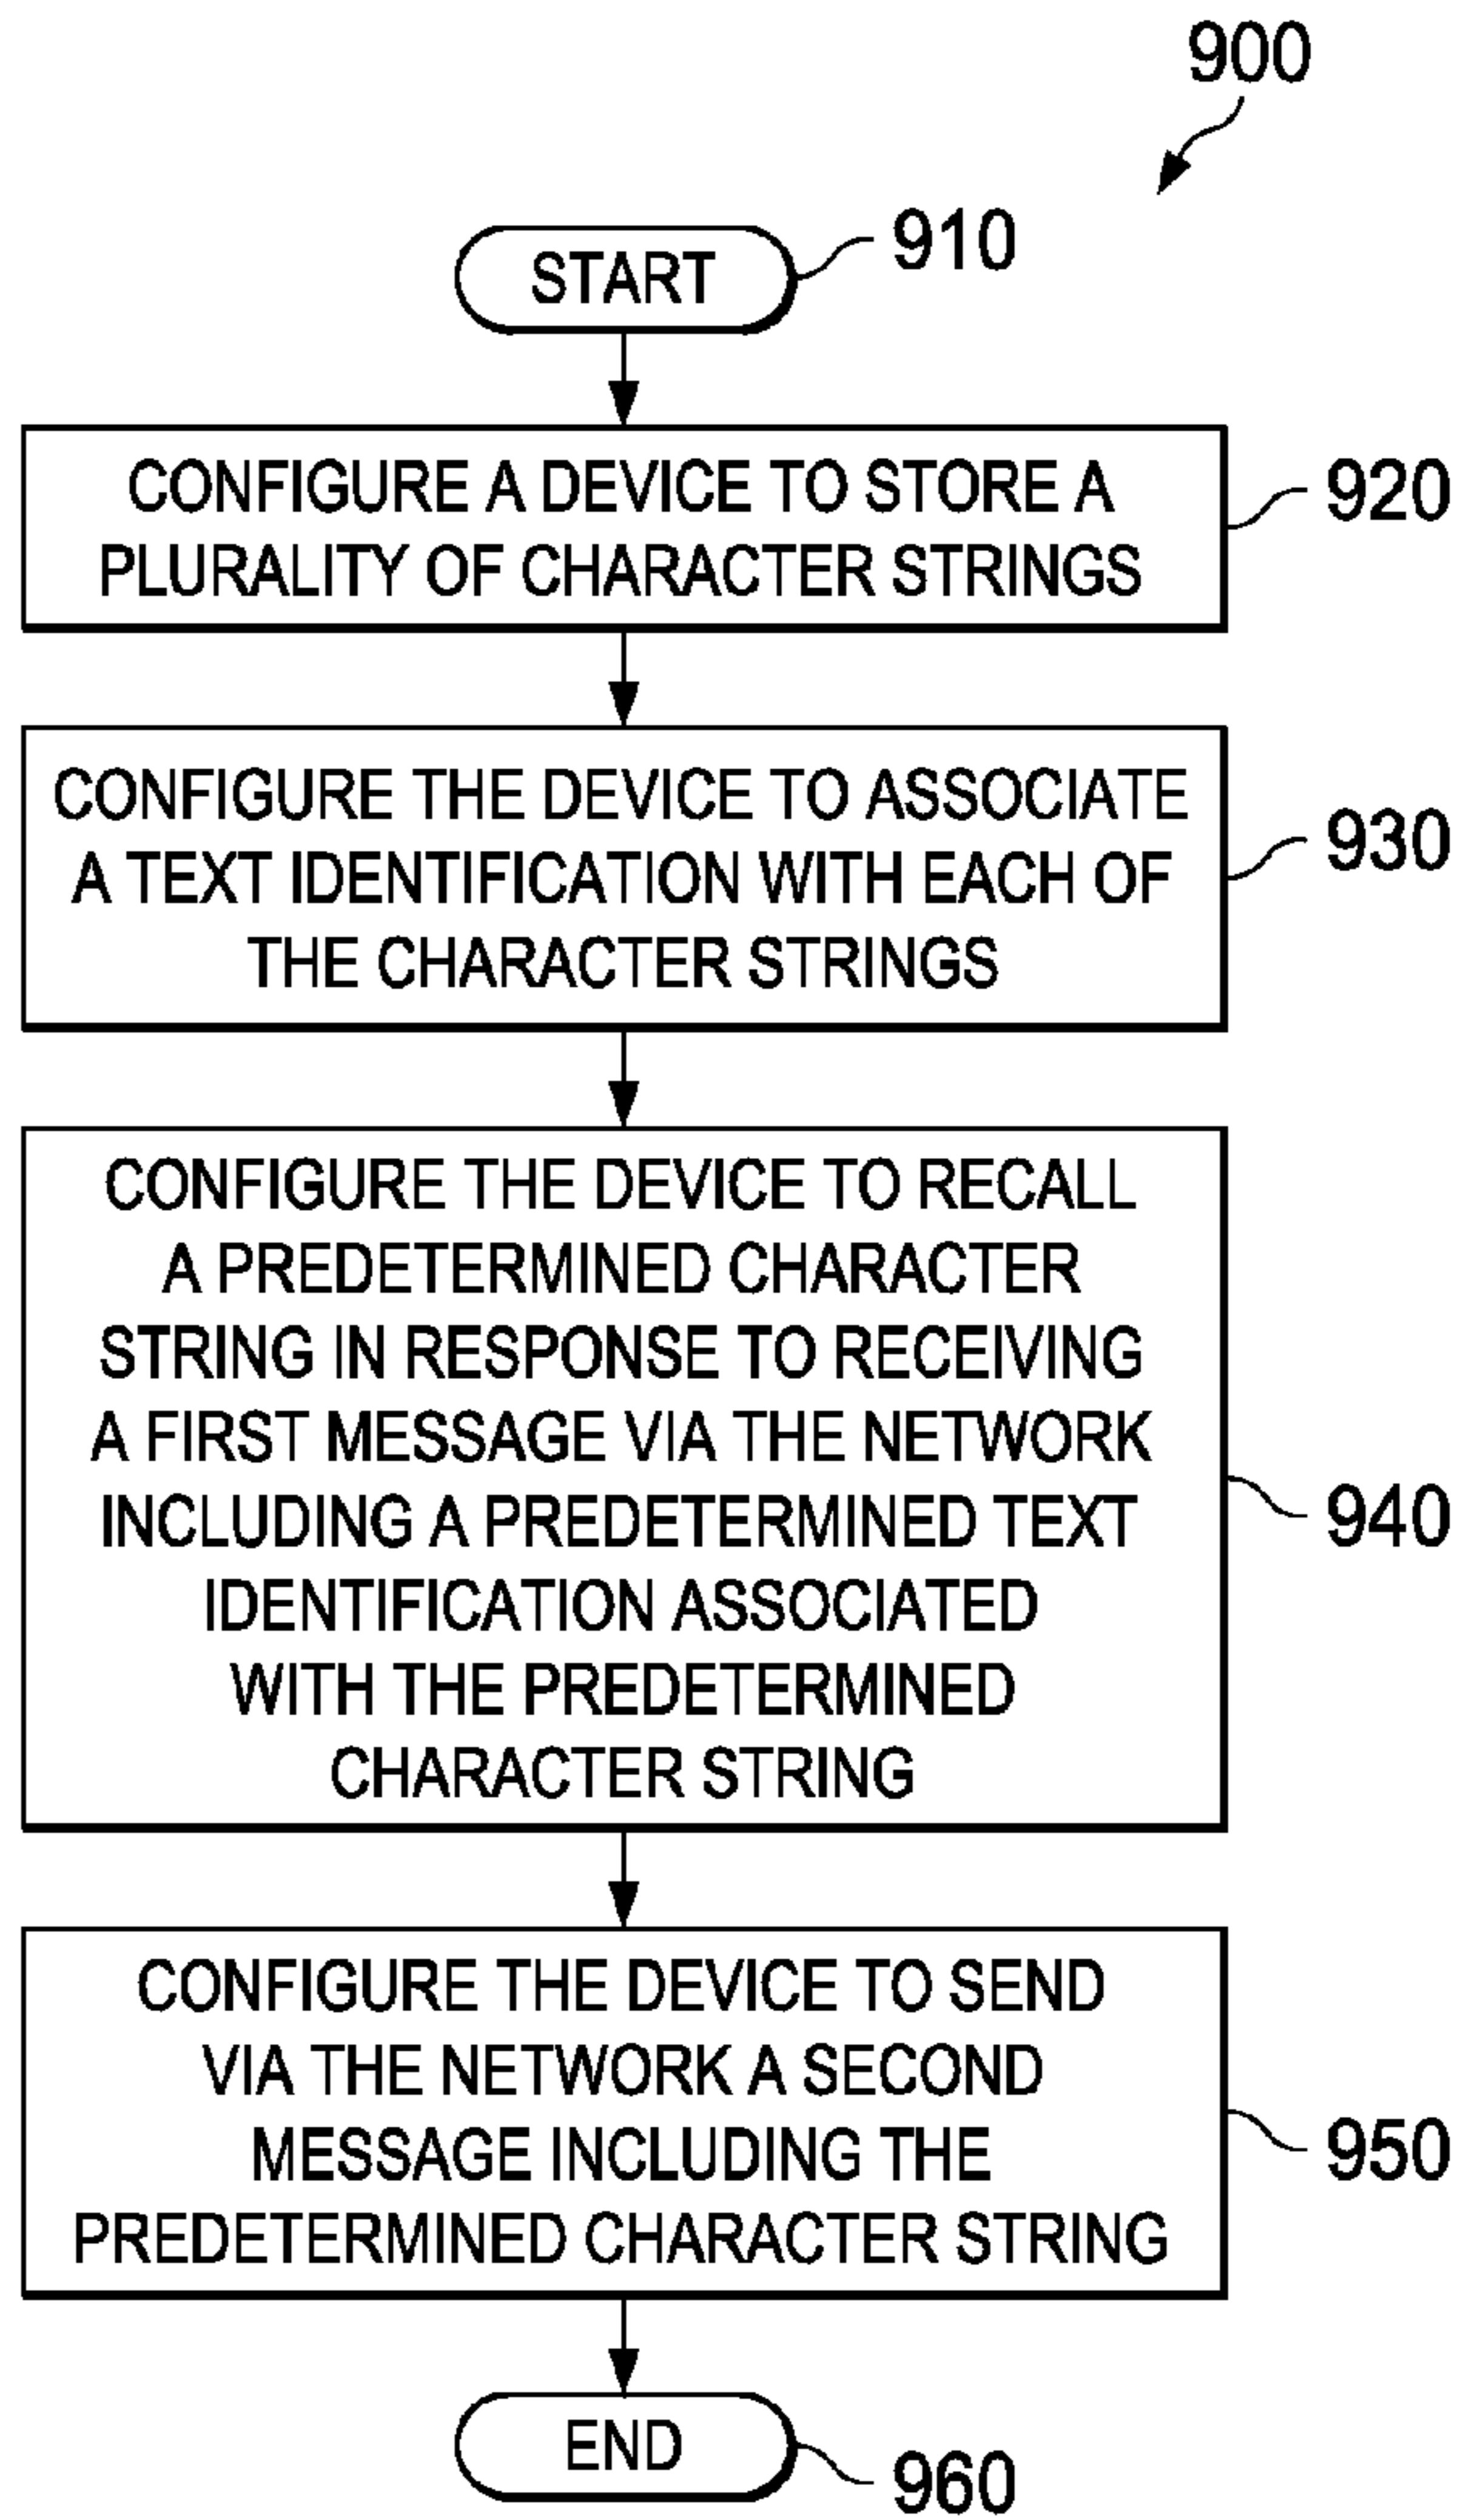 900
START
910
CONFIGURE A DEVICE TO STORE A
PLURALITY OF CHARACTER STRINGS
920
CONFIGURE THE DEVICE TO ASSOCIATE
A TEXT IDENTIFICATION WITH EACH OF
THE CHARACTER STRINGS
930
CONFIGURE THE DEVICE TO RECALL
A PREDETERMINED CHARACTER
STRING IN RESPONSE TO RECEIVING
A FIRST MESSAGE VIA THE NETWORK
INCLUDING A PREDETERMINED TEXT
IDENTIFICATION ASSOCIATED
WITH THE PREDETERMINED
CHARACTER STRING
940
CONFIGURE THE DEVICE TO SEND
VIA THE NETWORK A SECOND
MESSAGE INCLUDING THE
PREDETERMINED CHARACTER STRING
950
END
960